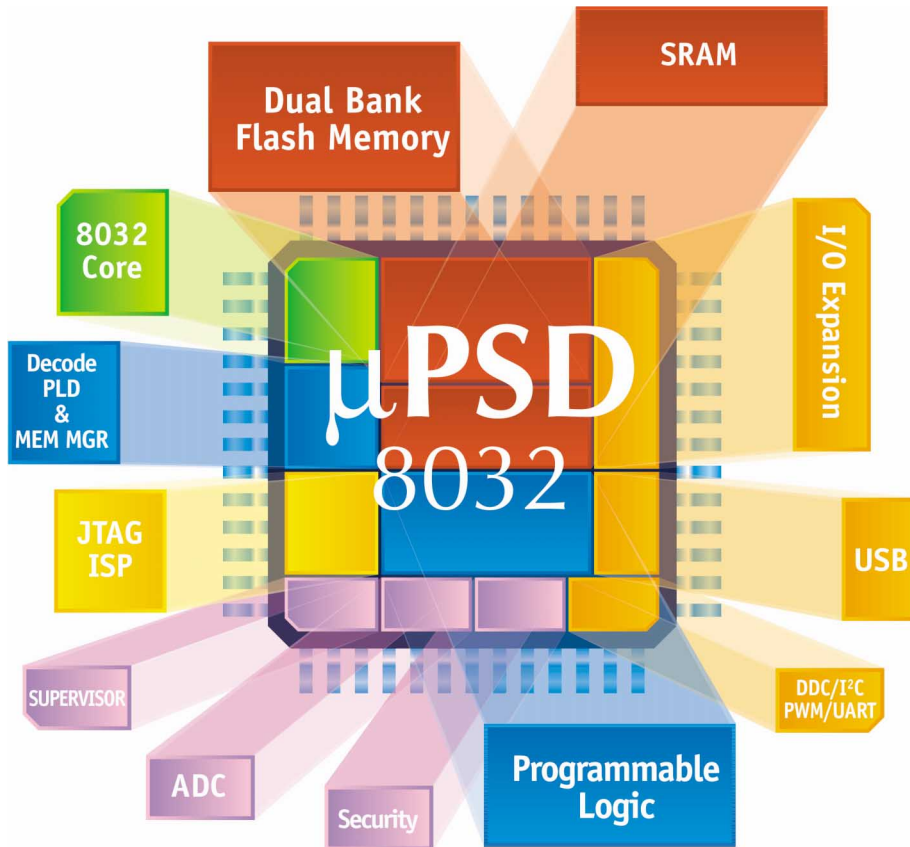 SRAM
Dual Bank
Flash Memory
8032
Core
I/O Expansion
Decode
PLD
&
MEM MGR
µPSD
8032
JTAG
ISP
USB
SUPERVISOR
DDC/I²C
PWM/UART
ADC
Programmable
Logic
Security